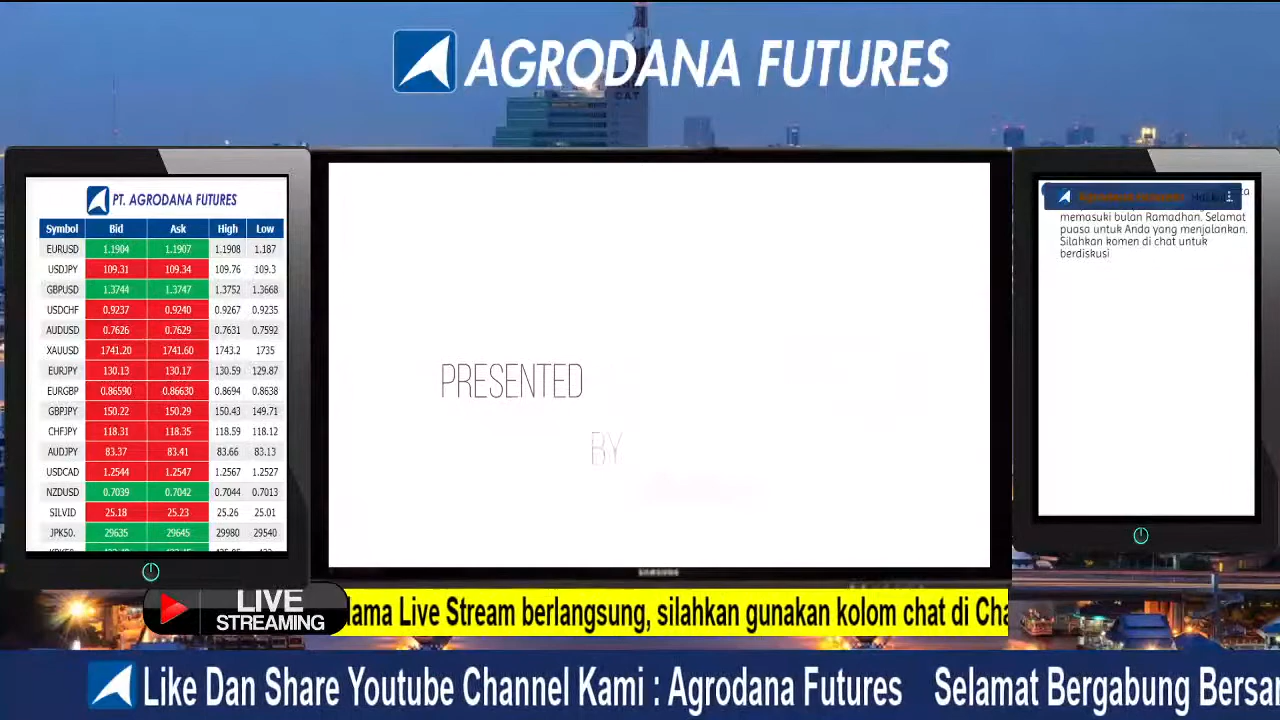 AGRODANA FUTURES
PT. AGRODANA FUTURES
Symbol Bid Ask High Low
EURUSD 1.1904 1.1907 1.1908 1.187
USDJPY 109.31 109.34 109.76 109.3
GBPUSD 1.3744 1.3747 1.3752 1.3668
USDCHF 0.9237 0.9240 0.9267 0.9235
AUDUSD 0.7626 0.7629 0.7631 0.7592
XAUUSD 1741.20 1741.60 1743.2 1735
EURJPY 130.13 130.17 130.59 129.87
EURGBP 0.86590 0.86630 0.8694 0.8638
GBPJPY 150.22 150.29 150.43 149.71
CHFJPY 118.31 118.35 118.59 118.12
AUDJPY 83.37 83.41 83.66 83.13
USDCAD 1.2544 1.2547 1.2567 1.2527
NZDUSD 0.7039 0.7042 0.7044 0.7013
SILVID 25.18 25.23 25.26 25.01
JPK50. 29635 29645 29980 29540
PRESENTED
BY
SAMSUNG
memasuki bulan Ramadhan. Selamat
puasa untuk Anda yang menjalankan.
Silahkan komen di chat untuk
berdiskusi
LIVE
STREAMING
lama Live Stream berlangsung, silahkan gunakan kolom chat di Cha
Like Dan Share Youtube Channel Kami : Agrodana Futures Selamat Bergabung Bersam